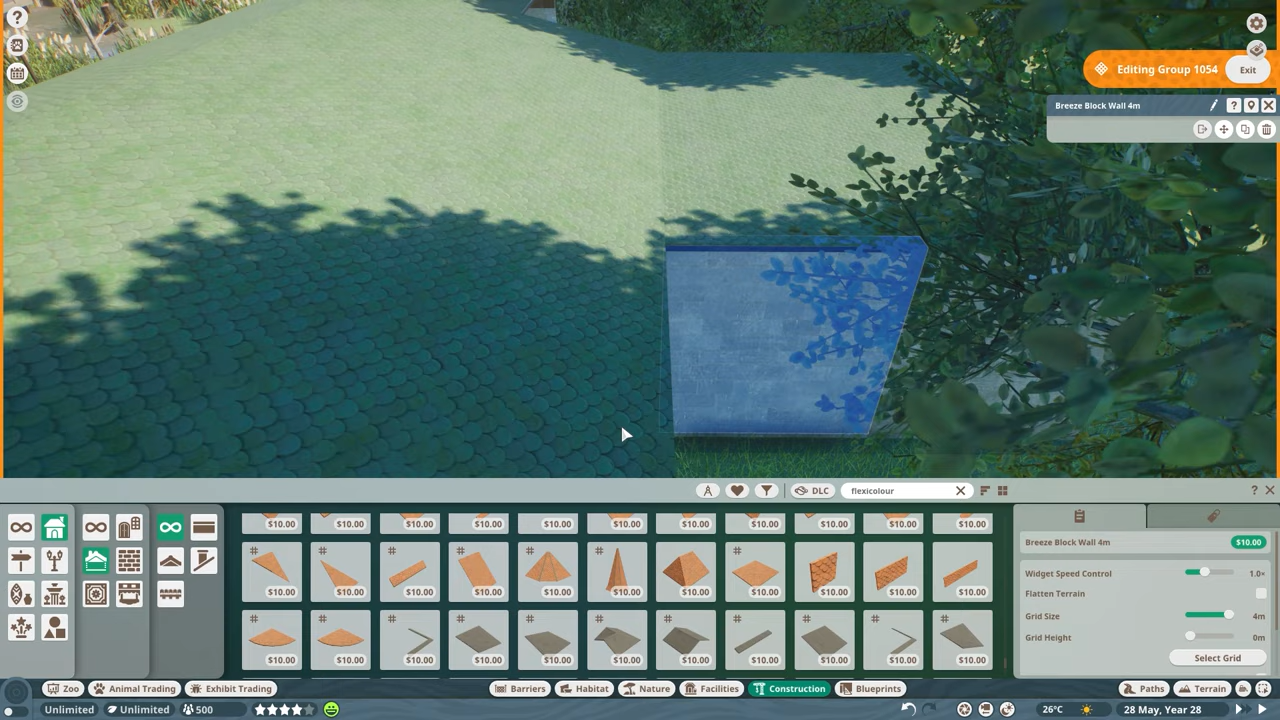 Editing Group 1054
Exit
Breeze Block Wall 4m
DLC
flexicolour
$10.00 $10.00 $10.00 $10.00 $10.00 $10.00 $10.00 $10.00 $10.00 $10.00 $10.00
$10.00 $10.00 $10.00 $10.00 $10.00 $10.00 $10.00 $10.00 $10.00 $10.00 $10.00
$10.00 $10.00 $10.00 $10.00 $10.00 $10.00 $10.00 $10.00 $10.00 $10.00 $10.00
Breeze Block Wall 4m $10.00
Widget Speed Control 1.0×
Flatten Terrain
Grid Size 4m
Grid Height 0m
Select Grid
Zoo Animal Trading Exhibit Trading Barriers Habitat Nature Facilities Construction Blueprints Paths Terrain
Unlimited Unlimited 500 26°C 28 May, Year 28